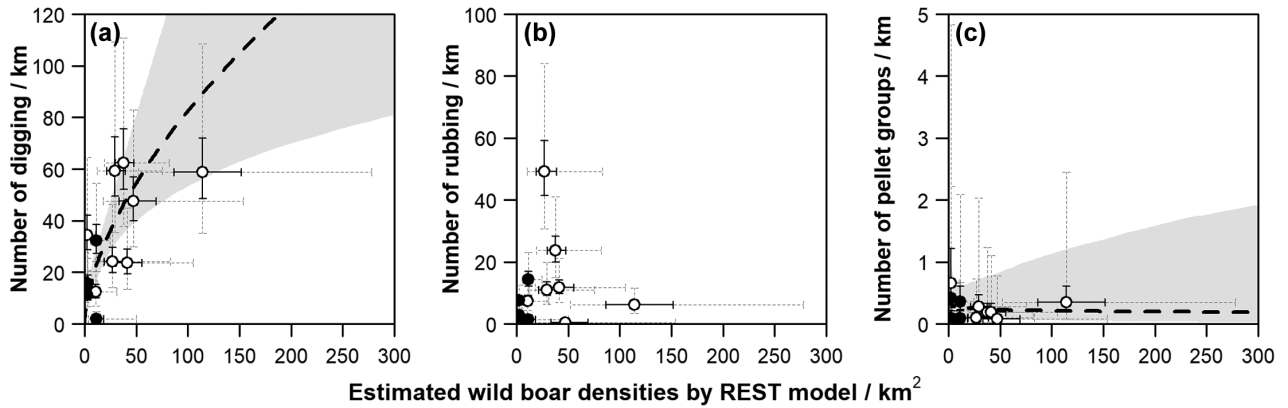 (a)
Number of digging / km
120
100
80
60
40
20
0
0 50 100 150 200 250 300
(b)
Number of rubbing / km
100
80
60
40
20
0
0 50 100 150 200 250 300
(c)
Number of pellet groups / km
5
4
3
2
1
0
0 50 100 150 200 250 300
Estimated wild boar densities by REST model / km²